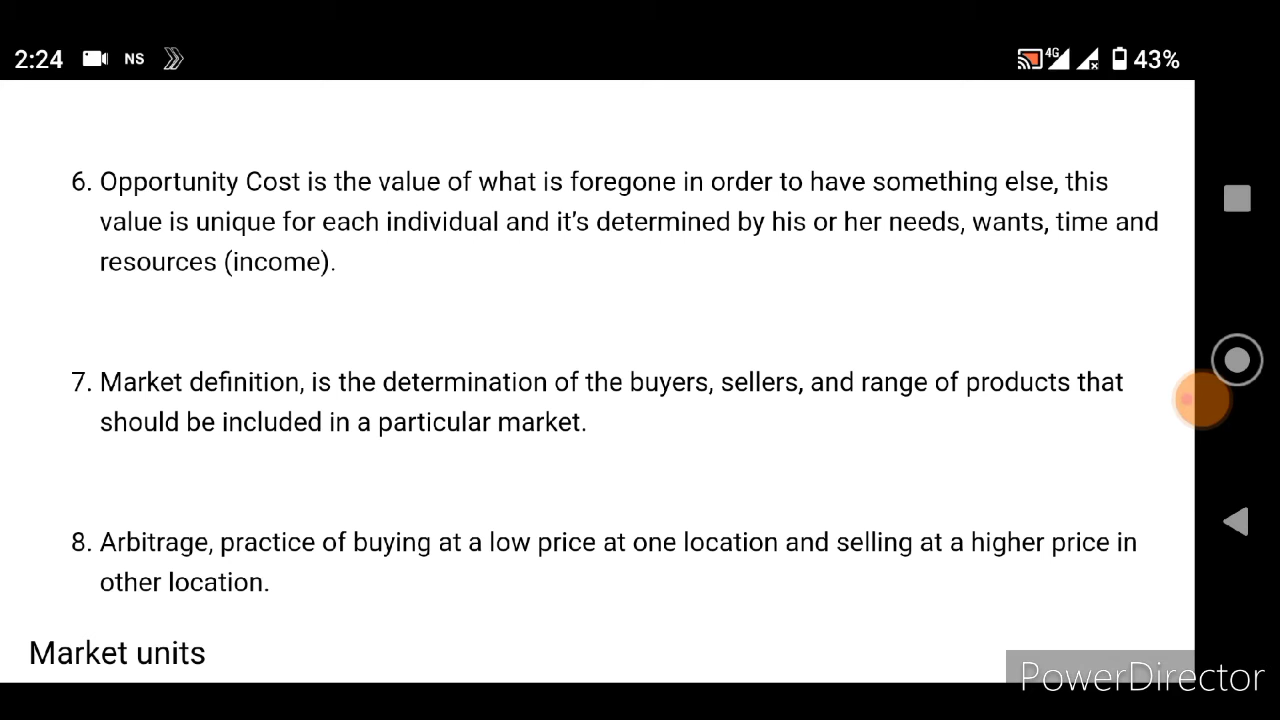 2:24 NS 4G 43%
6. Opportunity Cost is the value of what is foregone in order to have something else, this
value is unique for each individual and it's determined by his or her needs, wants, time and
resources (income).
7. Market definition, is the determination of the buyers, sellers, and range of products that
should be included in a particular market.
8. Arbitrage, practice of buying at a low price at one location and selling at a higher price in
other location.
Market units
PowerDirector